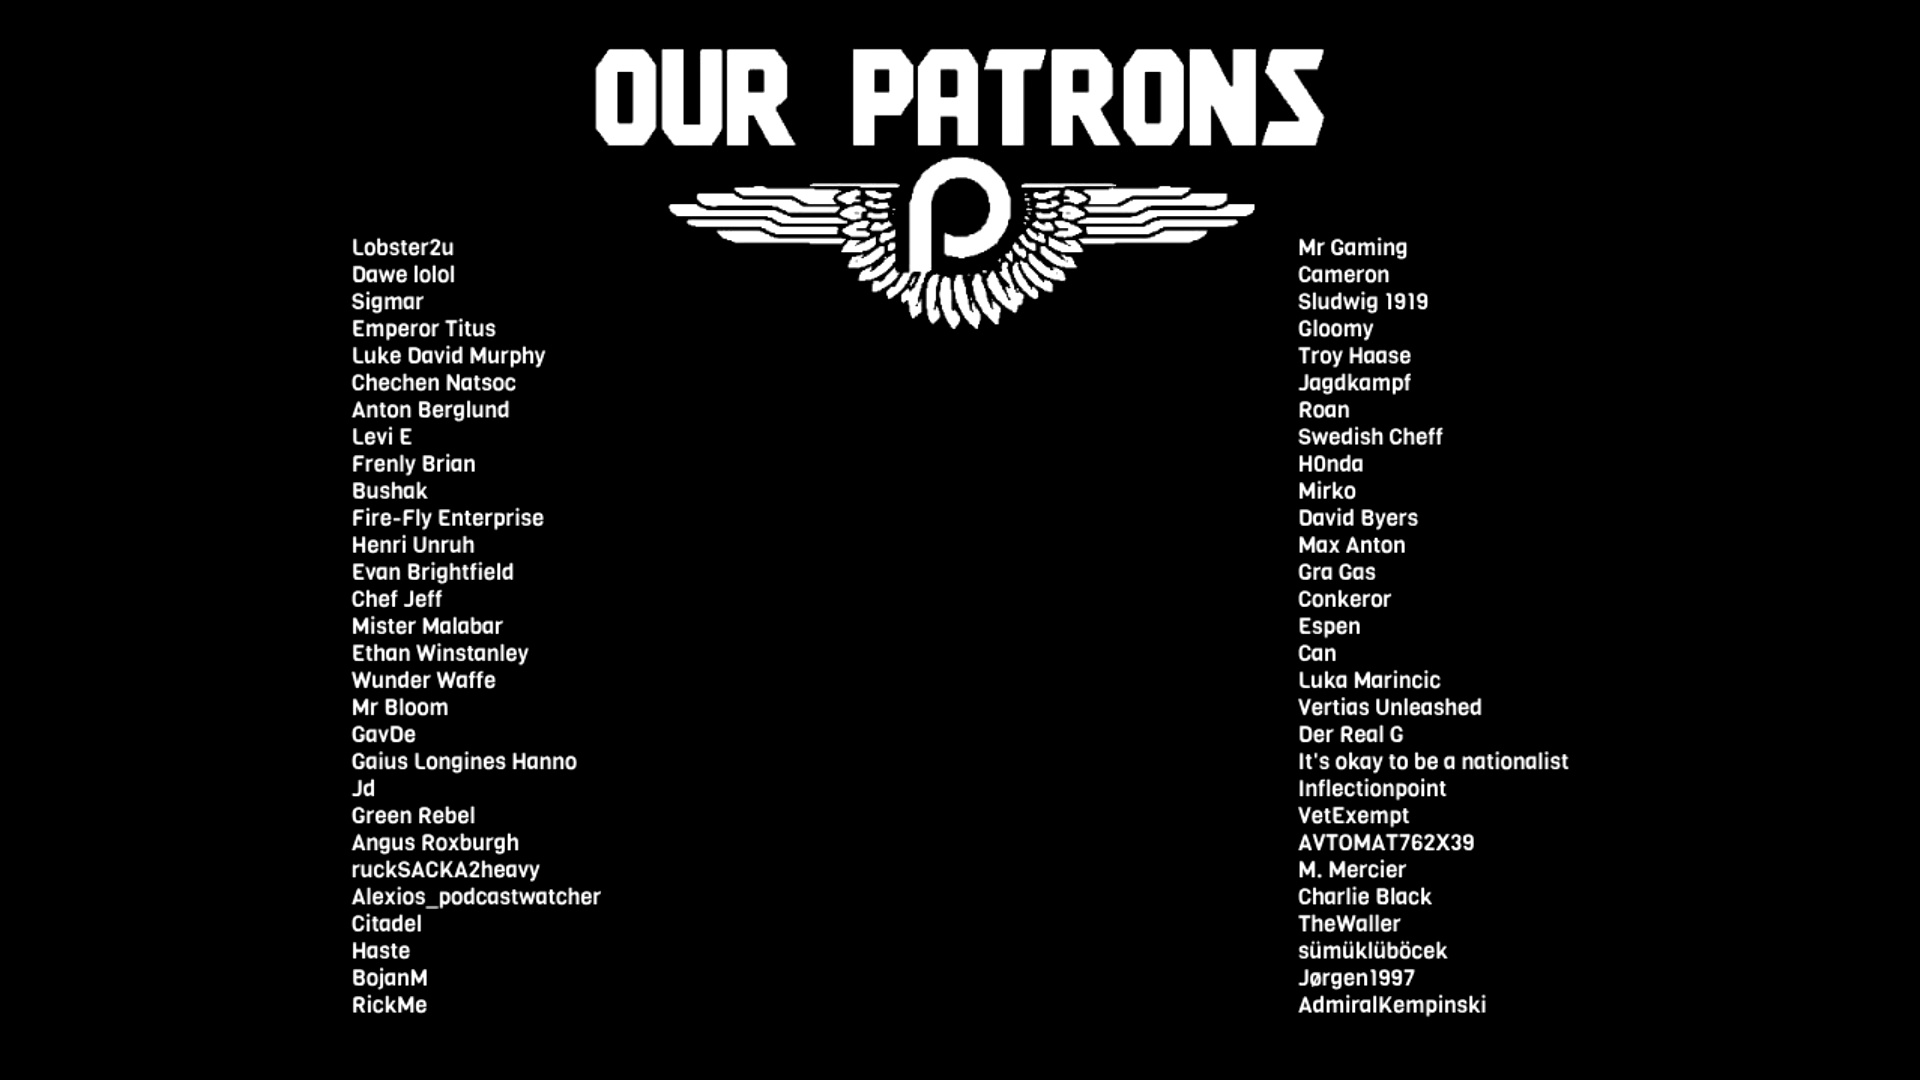 OUR PATRONS
Lobster2u
Dawe lolol
Sigmar
Emperor Titus
Luke David Murphy
Chechen Natsoc
Anton Berglund
Levi E
Frenly Brian
Bushak
Fire-Fly Enterprise
Henri Unruh
Evan Brightfield
Chef Jeff
Mister Malabar
Ethan Winstanley
Wunder Waffe
Mr Bloom
GavDe
Gaius Longines Hanno
Jd
Green Rebel
Angus Roxburgh
ruckSACKA2heavy
Alexios_podcastwatcher
Citadel
Haste
BojanM
RickMe
Mr Gaming
Cameron
Sludwig 1919
Gloomy
Troy Haase
Jagdkampf
Roan
Swedish Cheff
H0nda
Mirko
David Byers
Max Anton
Gra Gas
Conkeror
Espen
Can
Luka Marincic
Vertias Unleashed
Der Real G
It's okay to be a nationalist
Inflectionpoint
VetExempt
AVTOMAT762X39
M. Mercier
Charlie Black
TheWaller
sümüklüböcek
Jørgen1997
AdmiralKempinski